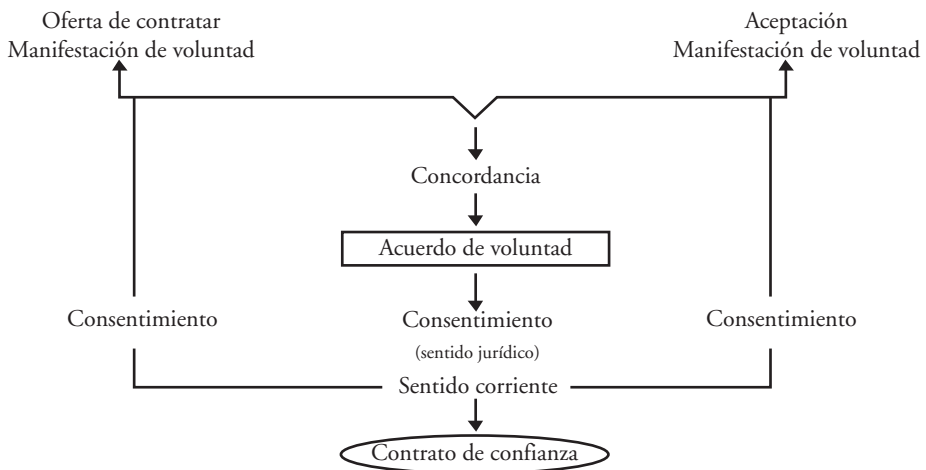 Oferta de contratar
Manifestación de voluntad
Aceptación
Manifestación de voluntad
Concordancia
Acuerdo de voluntad
Consentimiento
Consentimiento
(sentido jurídico)
Consentimiento
Sentido corriente
Contrato de confianza